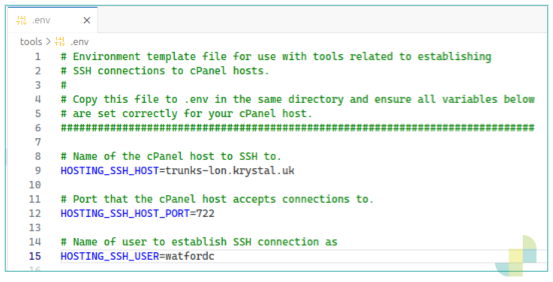 .env
tools > .env
1 # Environment template file for use with tools related to establishing
2 # SSH connections to cPanel hosts.
3 #
4 # Copy this file to .env in the same directory and ensure all variables below
5 # are set correctly for your cPanel host.
6 #############################################################################
7
8 # Name of the cPanel host to SSH to.
9 HOSTING_SSH_HOST=trunks-lon.krystal.uk
10
11 # Port that the cPanel host accepts connections to.
12 HOSTING_SSH_HOST_PORT=722
13
14 # Name of user to establish SSH connection as
15 HOSTING_SSH_USER=watfordc
16